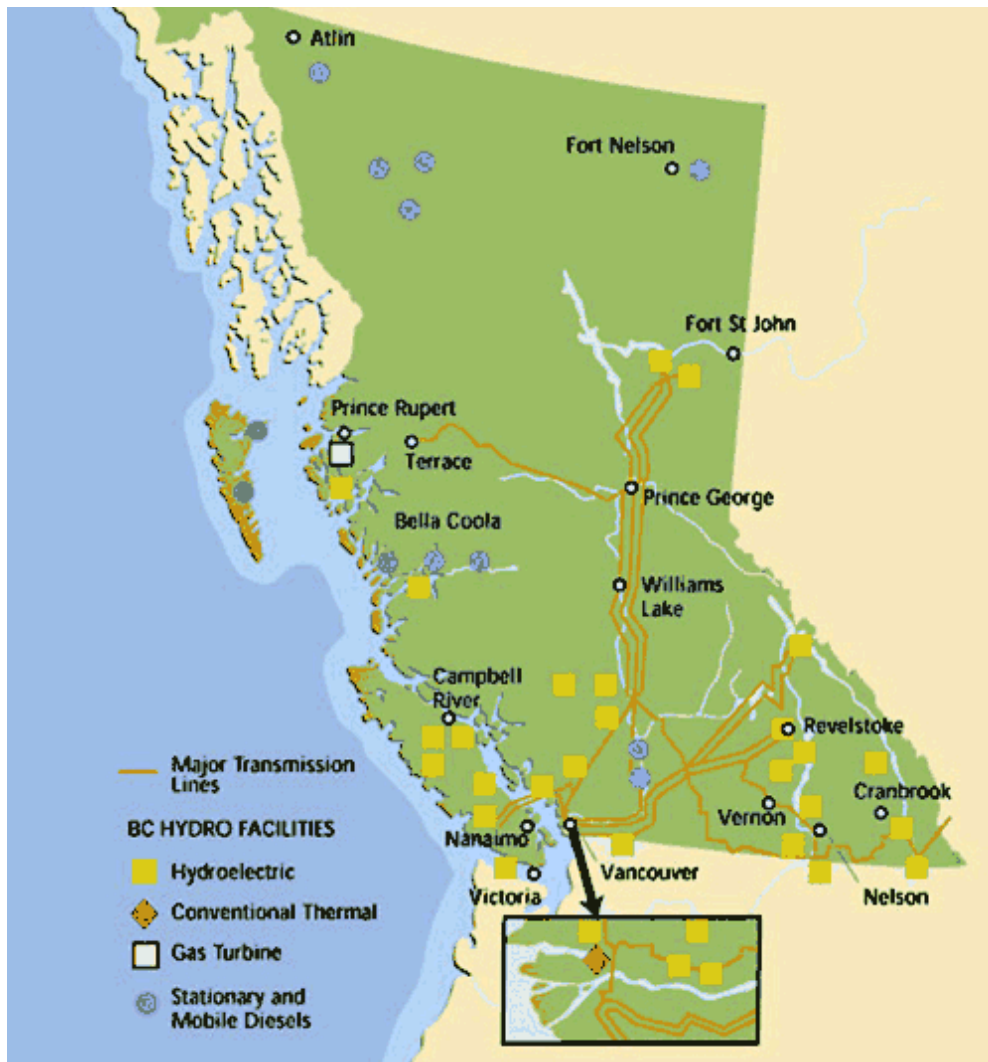 Atlin
Fort Nelson
Fort St John
Prince Rupert
Terrace
Prince George
Bella Coola
Williams
Lake
Campbell
River
Revelstoke
Major Transmission
Lines
Cranbrook
Vernon
BC HYDRO FACILITIES
Nanaimo
Hydroelectric
Vancouver
Victoria
Nelson
Conventional Thermal
Gas Turbine
Stationary and
Mobile Diesels